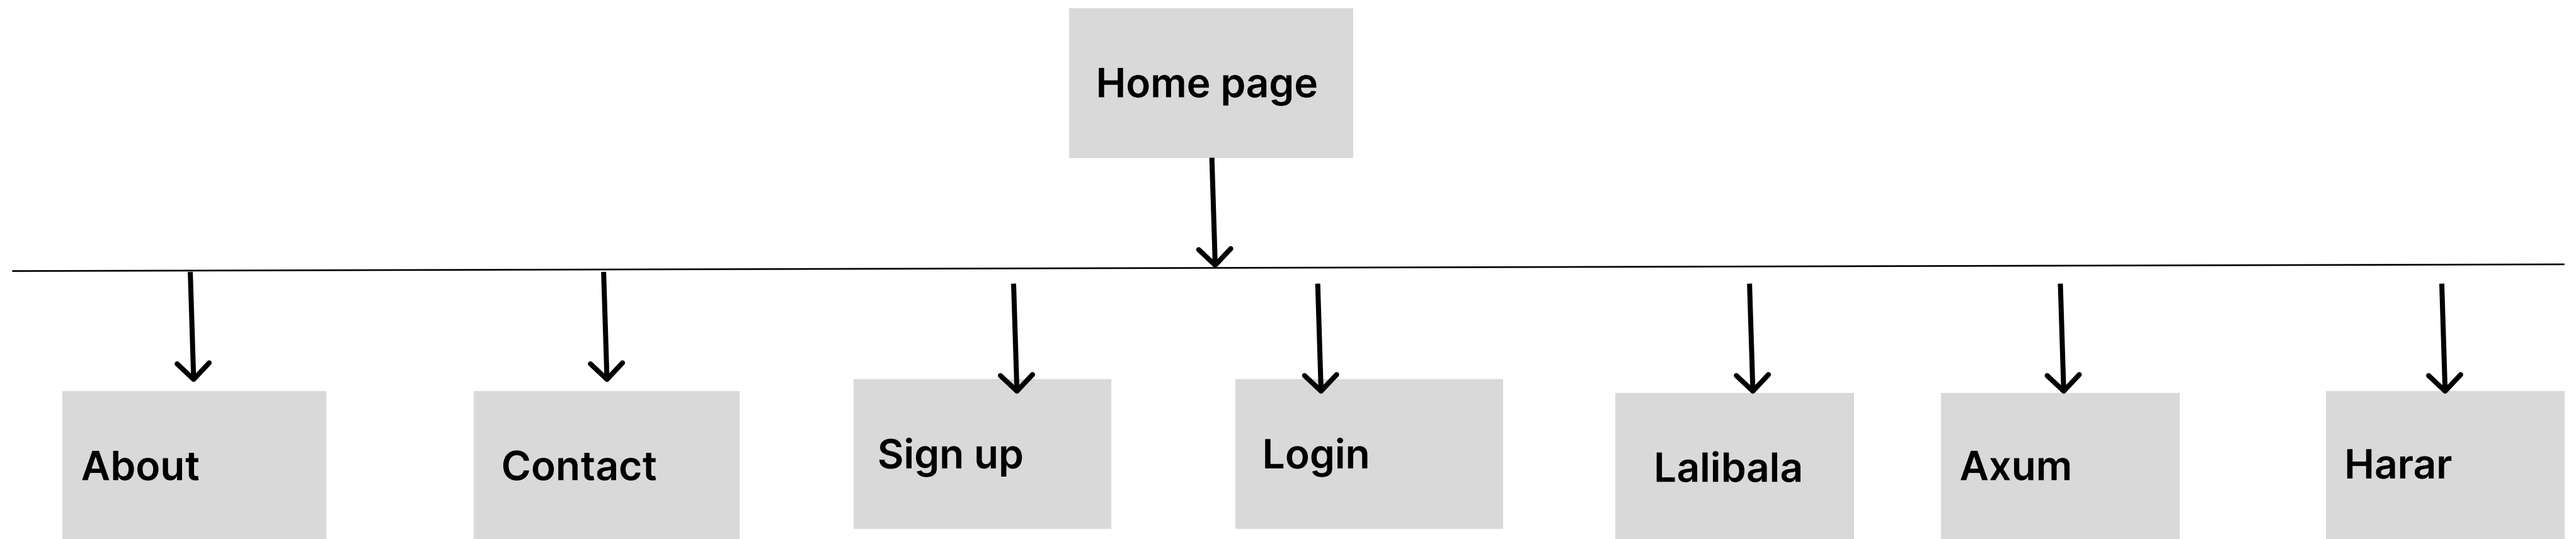 Home page
About
Contact
Sign up
Login
Lalibala
Axum
Harar